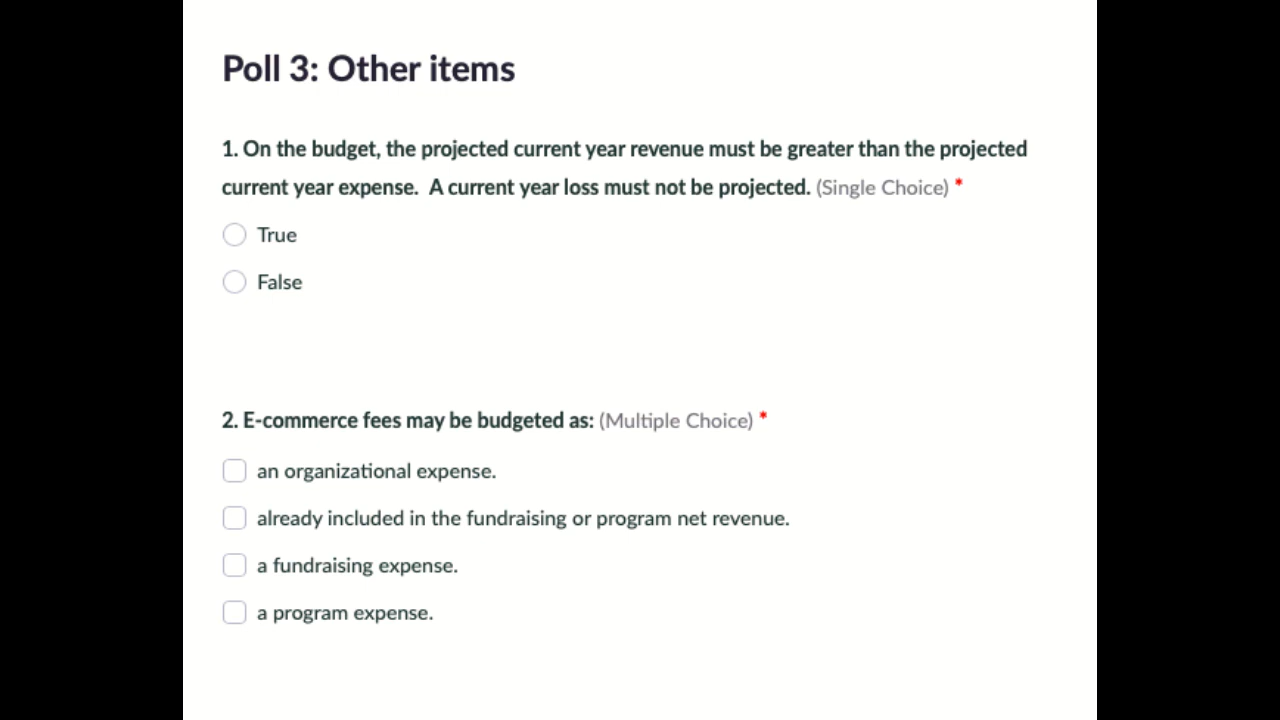 Poll 3: Other items
1. On the budget, the projected current year revenue must be greater than the projected
current year expense.  A current year loss must not be projected. (Single Choice) *
True
False
2. E-commerce fees may be budgeted as: (Multiple Choice) *
an organizational expense.
already included in the fundraising or program net revenue.
a fundraising expense.
a program expense.